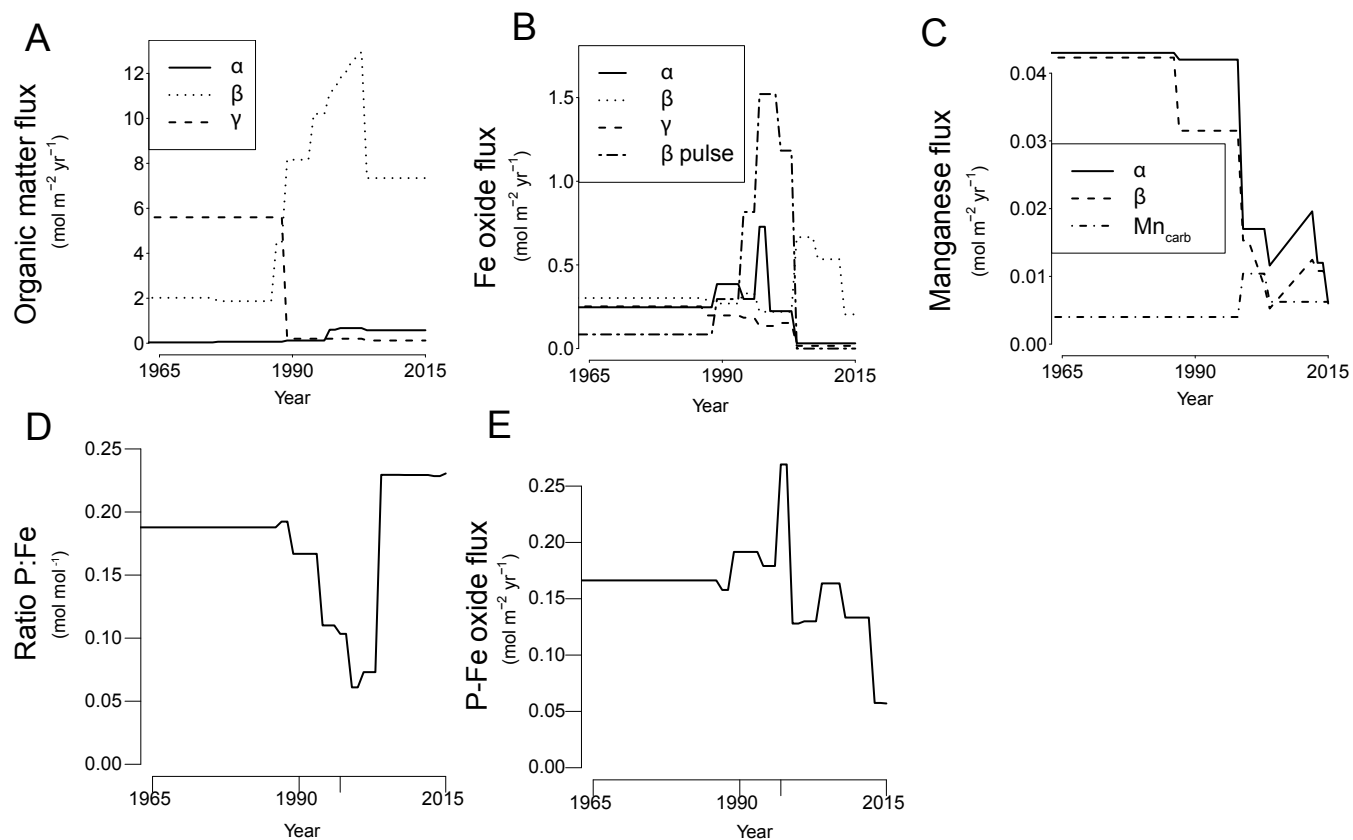 A
Organic matter flux
(mol m⁻² yr⁻¹)
12
10
8
6
4
2
0
α
β
γ
1965
1990
2015
Year
B
Fe oxide flux
(mol m⁻² yr⁻¹)
1.5
1.0
0.5
0.0
α
β
γ
β pulse
1965
1990
2015
Year
C
Manganese flux
(mol m⁻² yr⁻¹)
0.04
0.03
0.02
0.01
0.00
α
β
Mncarb
1965
1990
2015
Year
D
Ratio P:Fe
(mol mol⁻¹)
0.25
0.20
0.15
0.10
0.05
0.00
1965
1990
2015
Year
E
P-Fe oxide flux
(mol m⁻² yr⁻¹)
0.25
0.20
0.15
0.10
0.05
0.00
1965
1990
2015
Year